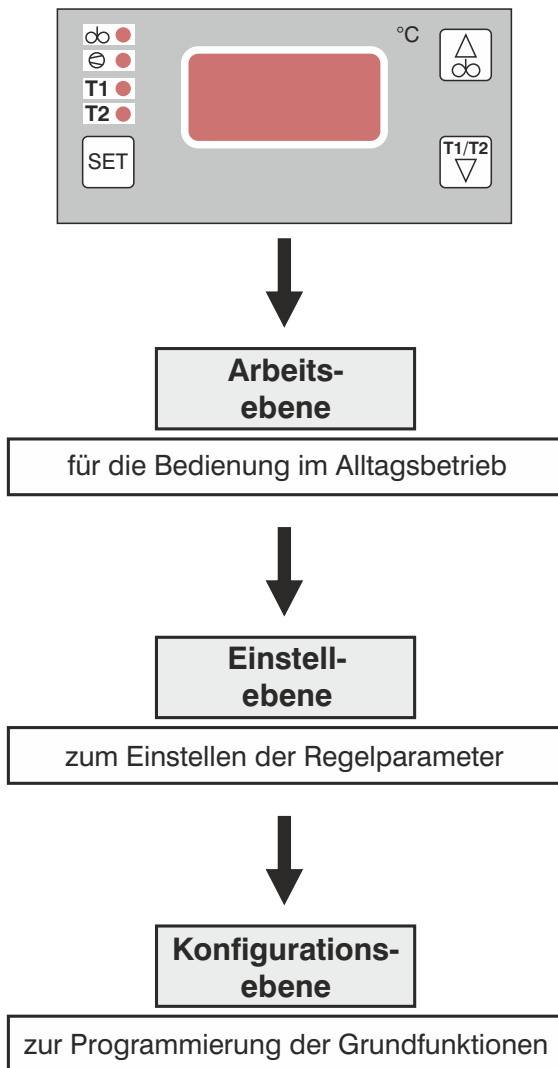 °C
T1
T2
SET
T1/T2
Arbeits-
ebene
für die Bedienung im Alltagsbetrieb
Einstell-
ebene
zum Einstellen der Regelparameter
Konfigurations-
ebene
zur Programmierung der Grundfunktionen